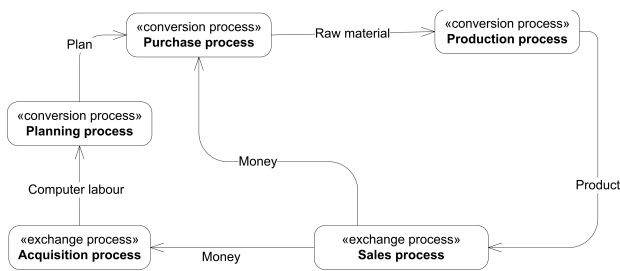 «conversion process»
Purchase process
«conversion process»
Production process
Plan
Raw material
«conversion process»
Planning process
Money
Computer labour
Product
«exchange process»
Acquisition process
Money
«exchange process»
Sales process